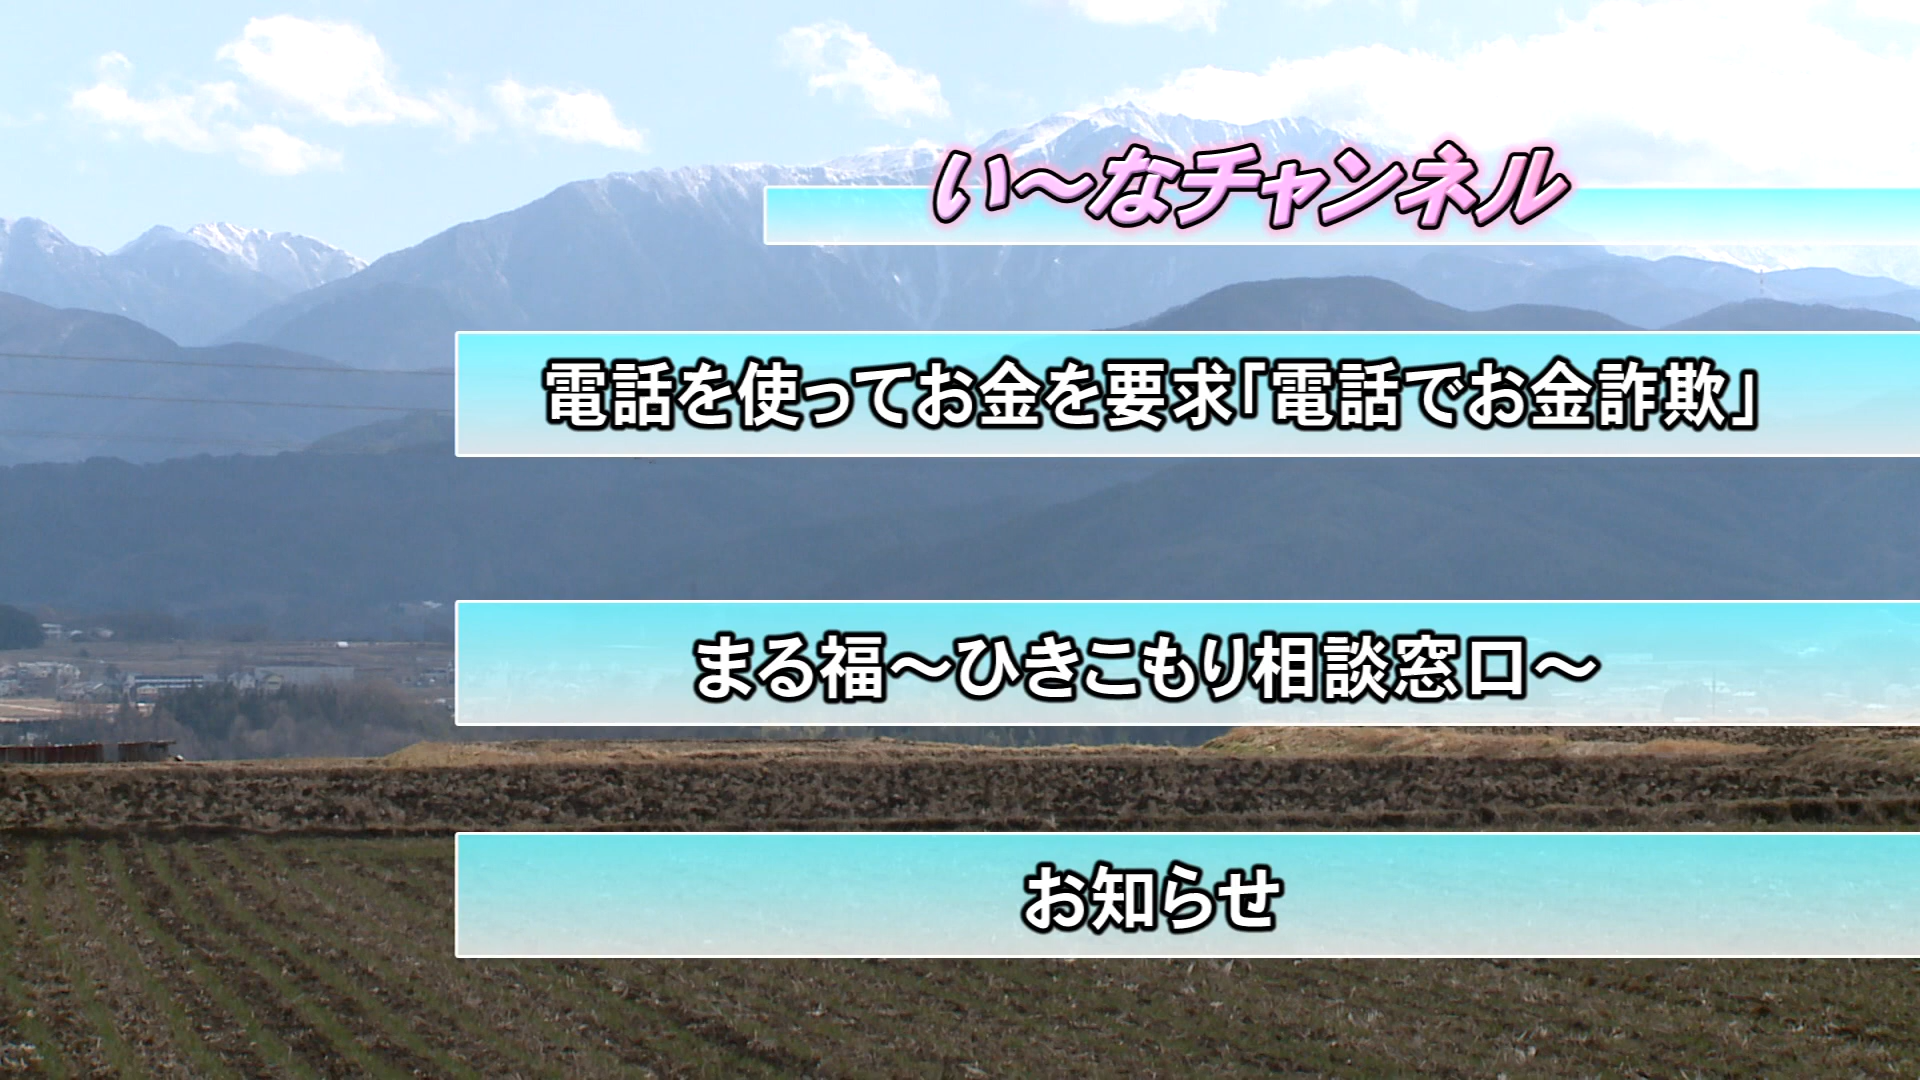 い～なチャンネル
電話を使ってお金を要求「電話でお金詐欺」
まる福～ひきこもり相談窓口～
お知らせ